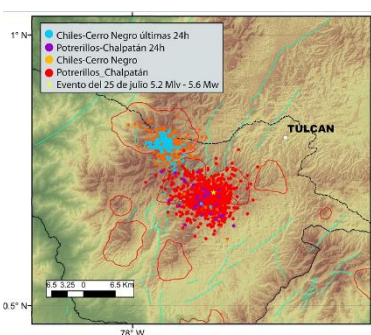 1° N
Chiles-Cerro Negro últimas 24h
Potrerillos-Chalpatán 24h
Chiles-Cerro Negro
Potrerillos_Chalpatán
Evento del 25 de julio 5.2 Mlv - 5.6 Mw
TULCAN
6.5 3.25 0 6.5 Km
0.5° N
78° W